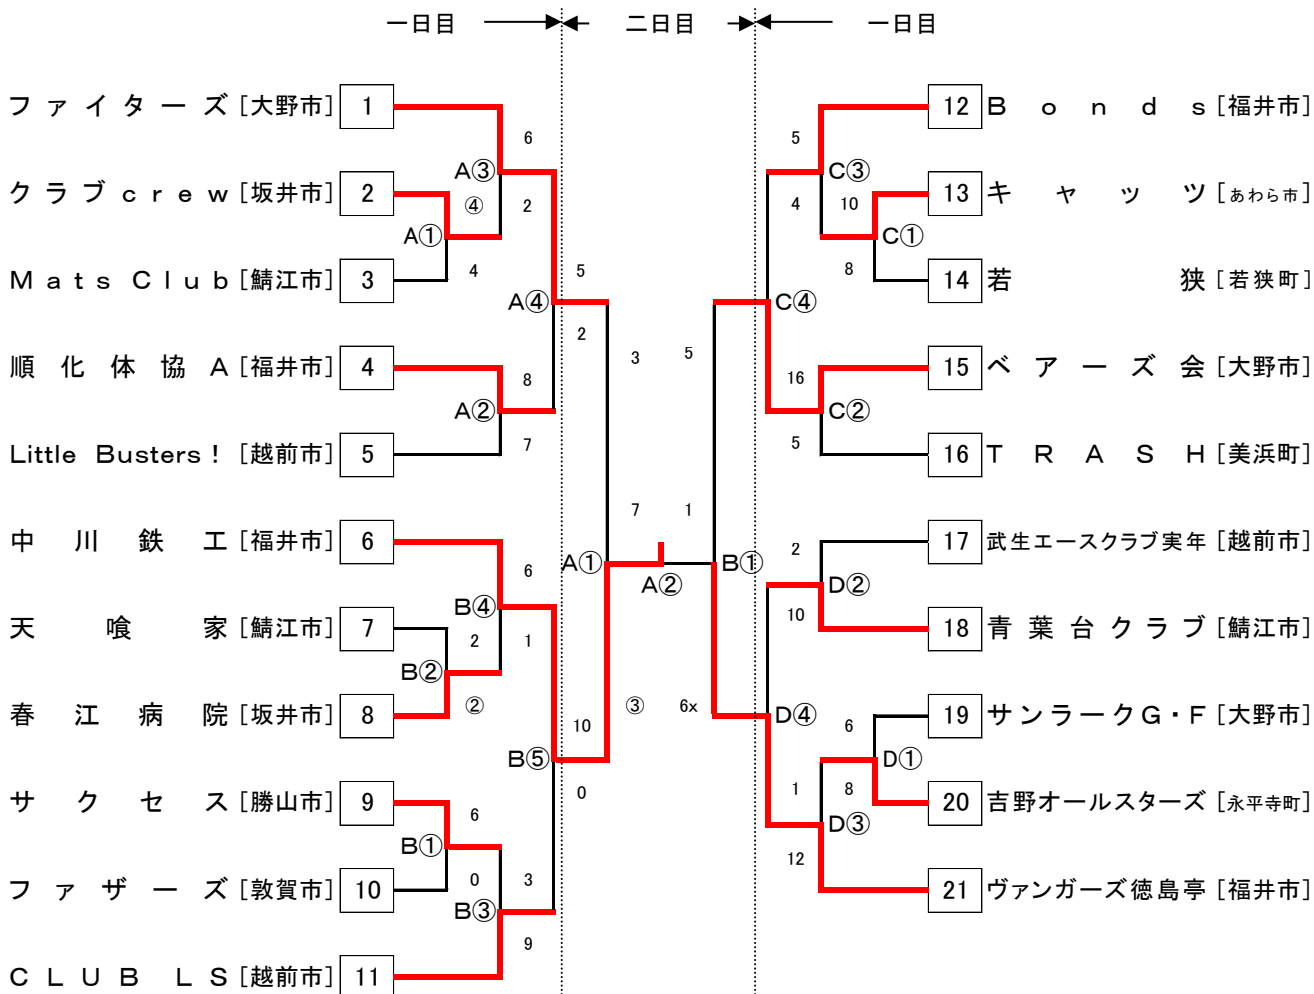 一日目 二日目 一日目
ファイターズ [大野市] 1
6
A③
クラブcrew [坂井市] 2
④
2
A①
4
Mats Club [鯖江市] 3
5
A④
2
順化体協A [福井市] 4
8
A②
7
Little Busters! [越前市] 5
3
7
中川鉄工 [福井市] 6
6
A①
A②
B④
天喰家 [鯖江市] 7
2
1
B②
春江病院 [坂井市] 8
②
③
10
B⑤
0
サクセス [勝山市] 9
6
B①
0
3
ファザーズ [敦賀市] 10
B③
9
CLUB LS [越前市] 11
12 Bonds [福井市]
5
C③
4
10
13 キャッツ [あわら市]
C①
8
14 若狭 [若狭町]
C④
5
15 ベアーズ会 [大野市]
16
C②
5
16 TRASH [美浜町]
1
B①
2
17 武生エースクラブ実年 [越前市]
D②
10
18 青葉台クラブ [鯖江市]
6x
D④
6
19 サンラークG・F [大野市]
D①
1
8
20 吉野オールスターズ [永平寺町]
D③
12
21 ヴァンガーズ徳島亭 [福井市]